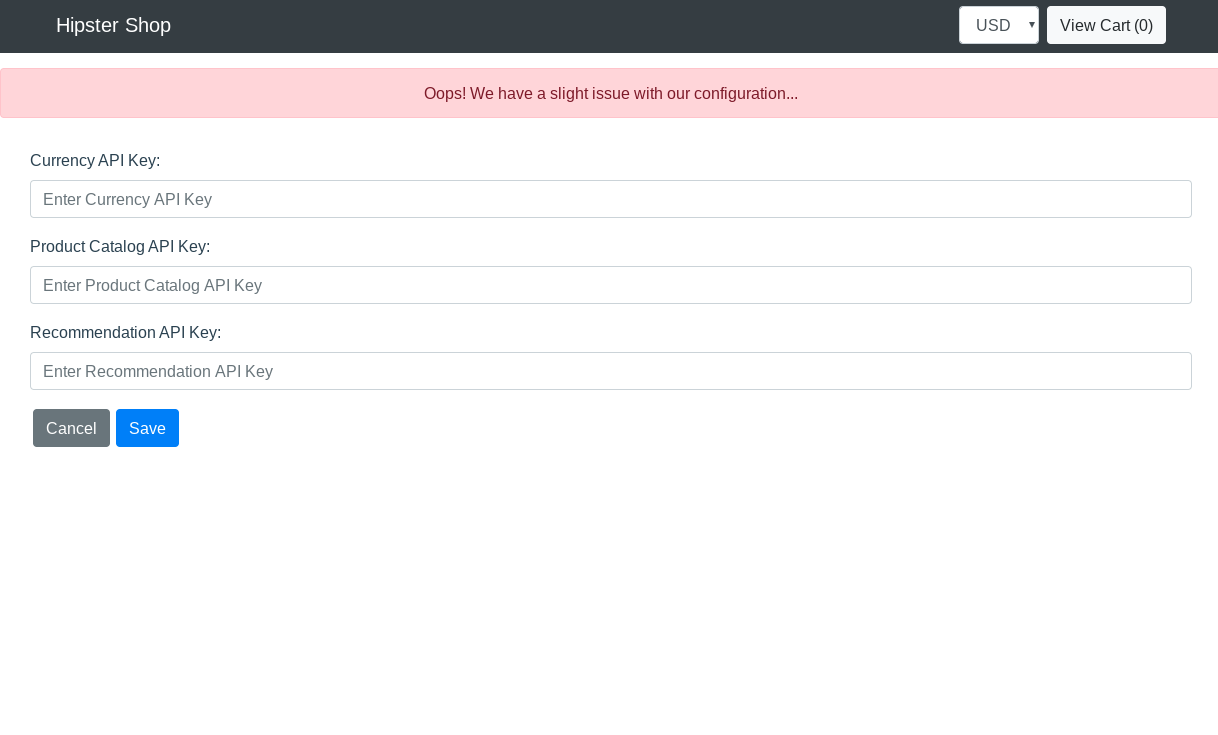 Hipster Shop
USD
View Cart (0)
Oops! We have a slight issue with our configuration...
Currency API Key:
Enter Currency API Key
Product Catalog API Key:
Enter Product Catalog API Key
Recommendation API Key:
Enter Recommendation API Key
Cancel
Save